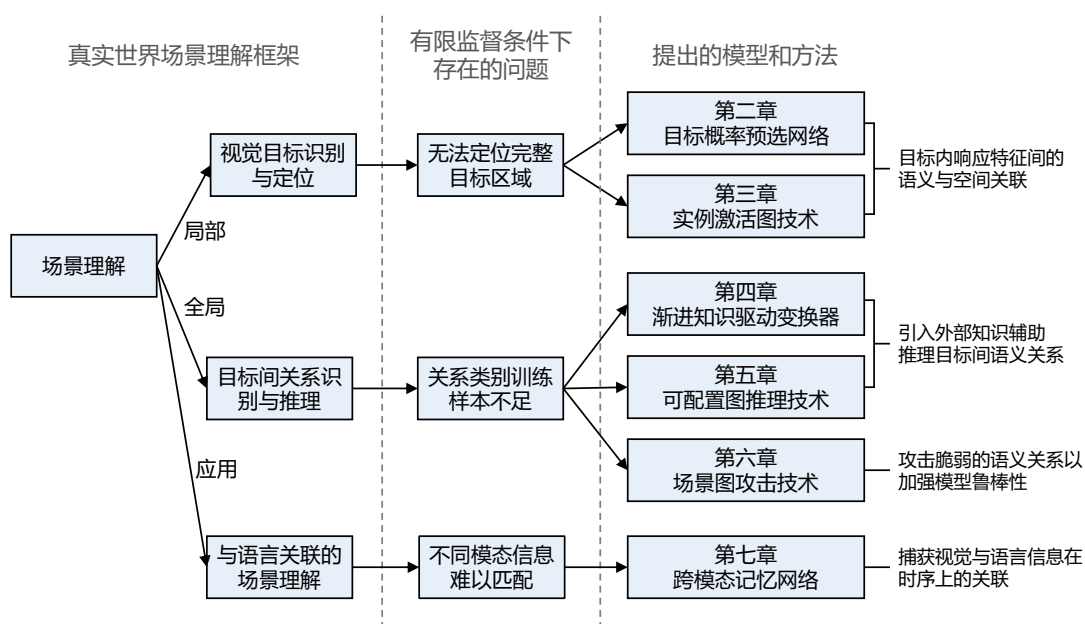 真实世界场景理解框架
有限监督条件下
存在的问题
提出的模型和方法
场景理解
局部
全局
应用
视觉目标识别
与定位
无法定位完整
目标区域
第二章
目标概率预选网络
第三章
实例激活图技术
目标内响应特征间的
语义与空间关联
目标间关系识
别与推理
关系类别训练
样本不足
第四章
渐进知识驱动变换器
第五章
可配置图推理技术
引入外部知识辅助
推理目标间语义关系
第六章
场景图攻击技术
攻击脆弱的语义关系以
加强模型鲁棒性
与语言关联的
场景理解
不同模态信息
难以匹配
第七章
跨模态记忆网络
捕获视觉与语言信息在
时序上的关联